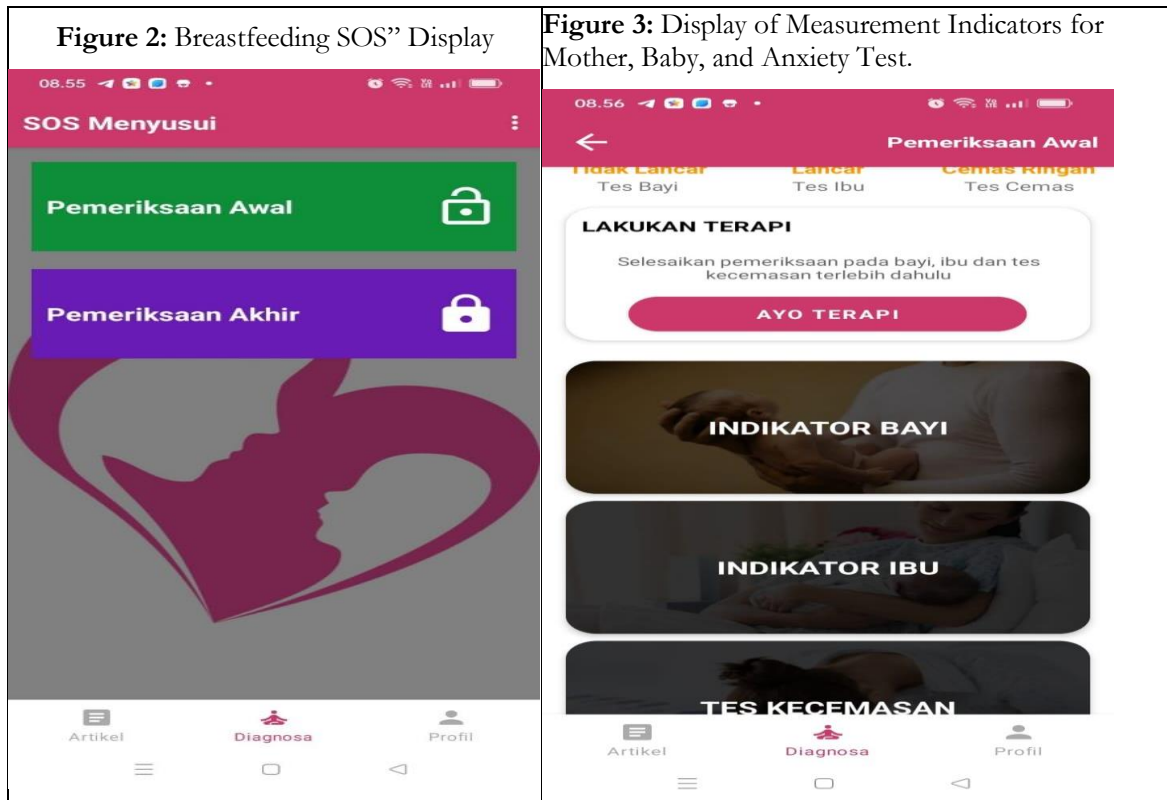 Figure 2: Breastfeeding SOS” Display
08.55
SOS Menyusui
Pemeriksaan Awal
Pemeriksaan Akhir
Artikel
Diagnosa
Profil
Figure 3: Display of Measurement Indicators for
Mother, Baby, and Anxiety Test.
08.56
Pemeriksaan Awal
Tidak Lancar
Lancar
Cemas Ringan
Tes Bayi
Tes Ibu
Tes Cemas
LAKUKAN TERAPI
Selesaikan pemeriksaan pada bayi, ibu dan tes
kecemasan terlebih dahulu
AYO TERAPI
INDIKATOR BAYI
INDIKATOR IBU
TES KECEMASAN
Artikel
Diagnosa
Profil